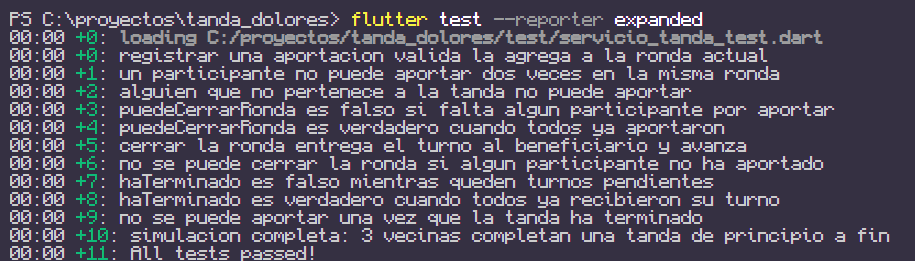 PS C:\proyectos\tanda_dolores> flutter test --reporter expanded
00:00 +0: loading C:/proyectos/tanda_dolores/test/servicio_tanda_test.dart
00:00 +0: registrar una aportacion valida la agrega a la ronda actual
00:00 +1: un participante no puede aportar dos veces en la misma ronda
00:00 +2: alguien que no pertenece a la tanda no puede aportar
00:00 +3: puedeCerrarRonda es falso si falta algun participante por aportar
00:00 +4: puedeCerrarRonda es verdadero cuando todos ya aportaron
00:00 +5: cerrar la ronda entrega el turno al beneficiario y avanza
00:00 +6: no se puede cerrar la ronda si algun participante no ha aportado
00:00 +7: haTerminado es falso mientras queden turnos pendientes
00:00 +8: haTerminado es verdadero cuando todos ya recibieron su turno
00:00 +9: no se puede aportar una vez que la tanda ha terminado
00:00 +10: simulacion completa: 3 vecinas completan una tanda de principio a fin
00:00 +11: All tests passed!